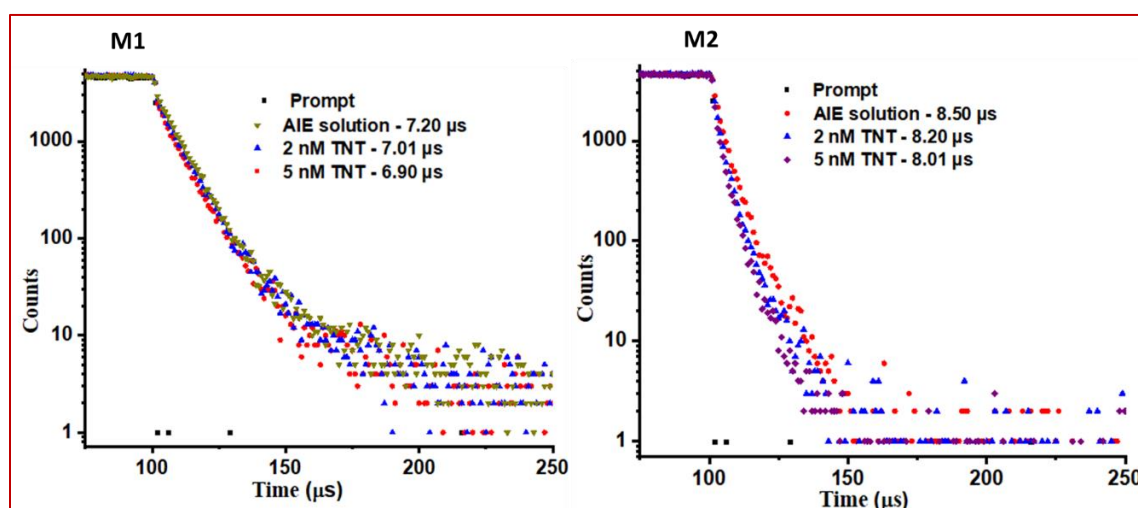 M1
Prompt
AIE solution - 7.20 µs
2 nM TNT - 7.01 µs
5 nM TNT - 6.90 µs
Counts
1000
100
10
1
100
150
200
250
Time (µs)
M2
Prompt
AIE solution - 8.50 µs
2 nM TNT - 8.20 µs
5 nM TNT - 8.01 µs
Counts
1000
100
10
1
100
150
200
250
Time (µs)